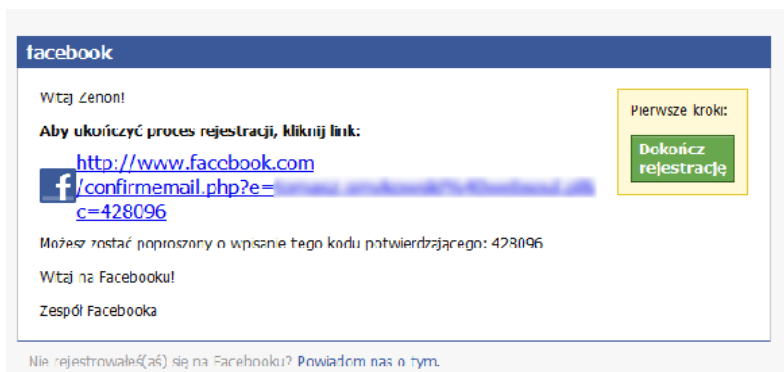 facebook
Witaj Zenon!
Aby ukończyć proces rejestracji, kliknij link:
http://www.facebook.com
/confirmemail.php?e=
c=428096
Możesz zostać poproszony o wpisanie tego kodu potwierdzającego: 428096
Witaj na Facebooku!
Zespół Facebooka
Pierwsze kroki:
Dokończ
rejestrację
Nie rejestrowałeś(aś) się na Facebooku? Powiadom nas o tym.